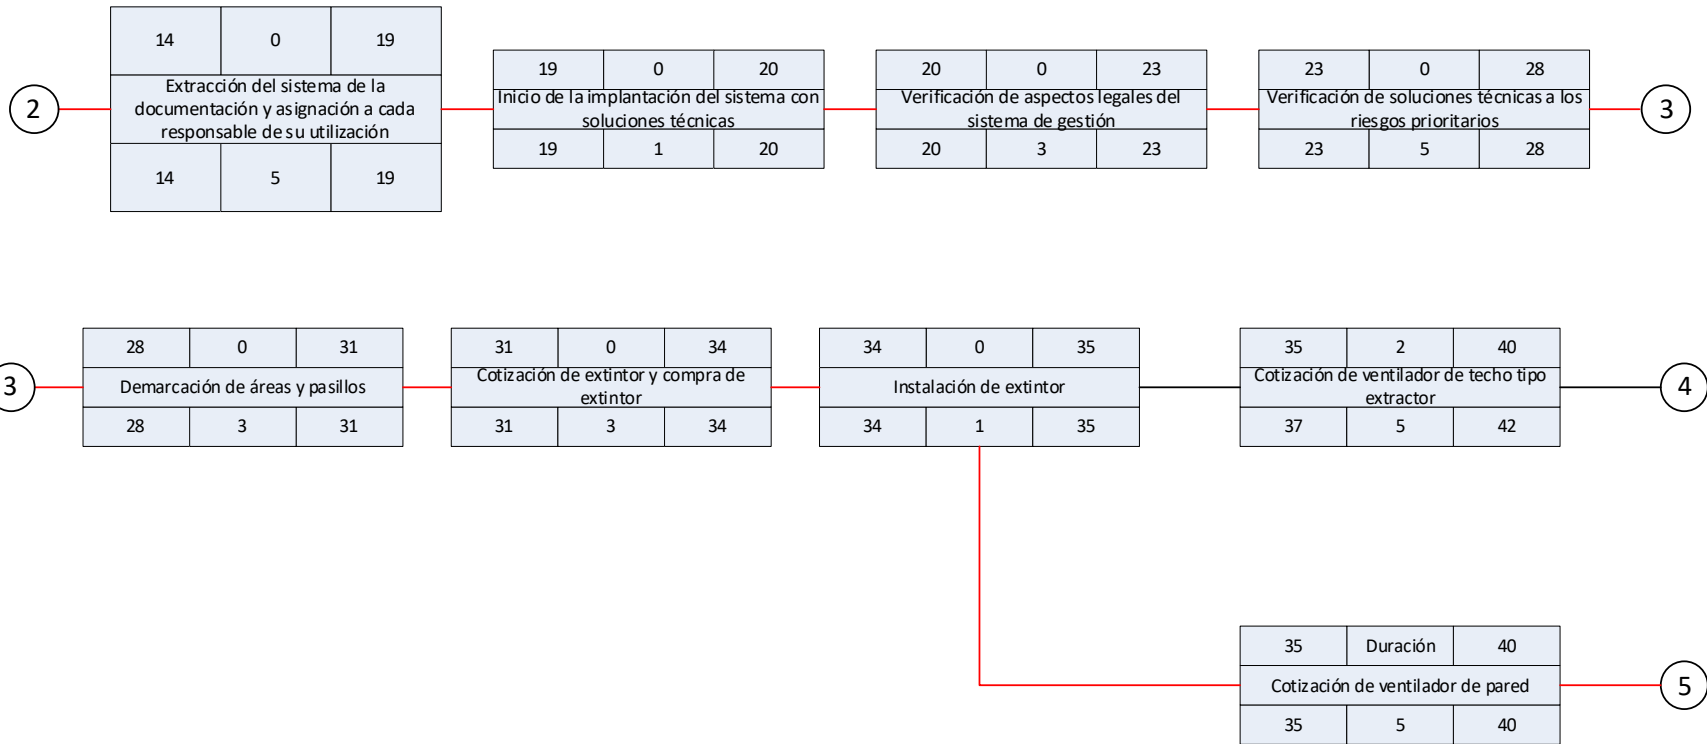 14 0 19
Extracción del sistema de la
documentación y asignación a cada
responsable de su utilización
14 5 19
2
19 0 20
Inicio de la implantación del sistema con
soluciones técnicas
19 1 20
20 0 23
Verificación de aspectos legales del
sistema de gestión
20 3 23
23 0 28
Verificación de soluciones técnicas a los
riesgos prioritarios
23 5 28
3
3
28 0 31
Demarcación de áreas y pasillos
28 3 31
31 0 34
Cotización de extintor y compra de
extintor
31 3 34
34 0 35
Instalación de extintor
34 1 35
35 2 40
Cotización de ventilador de techo tipo
extractor
37 5 42
4
35 Duración 40
Cotización de ventilador de pared
35 5 40
5